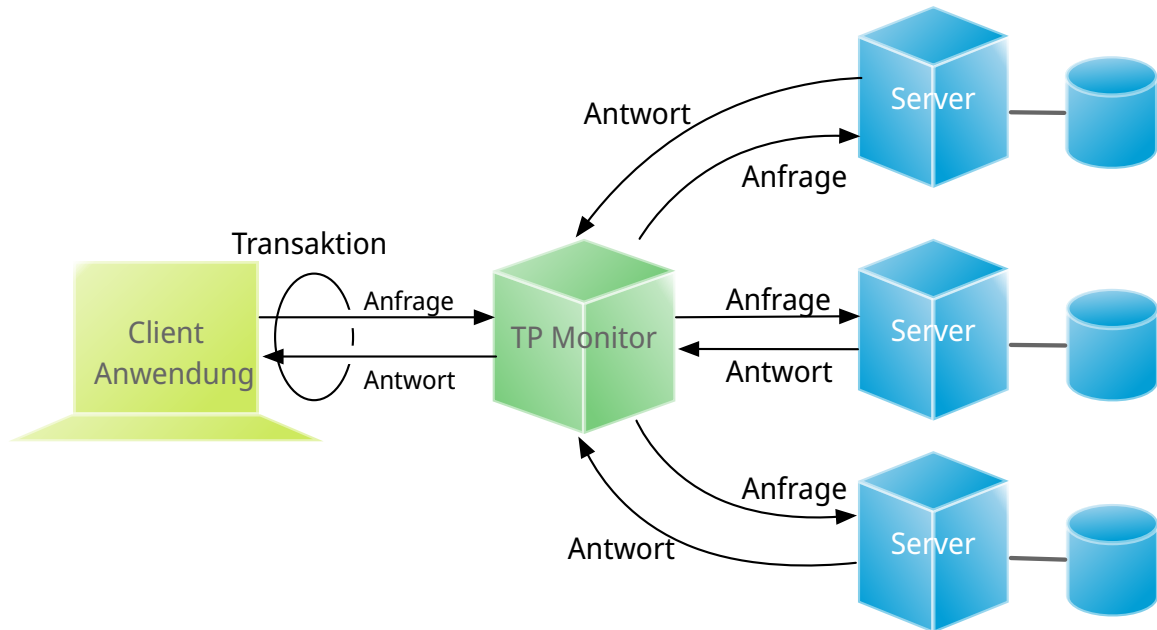 Antwort
Server
Anfrage
Transaktion
Anfrage
Client
Anwendung
Antwort
TP Monitor
Anfrage
Server
Antwort
Anfrage
Antwort
Server